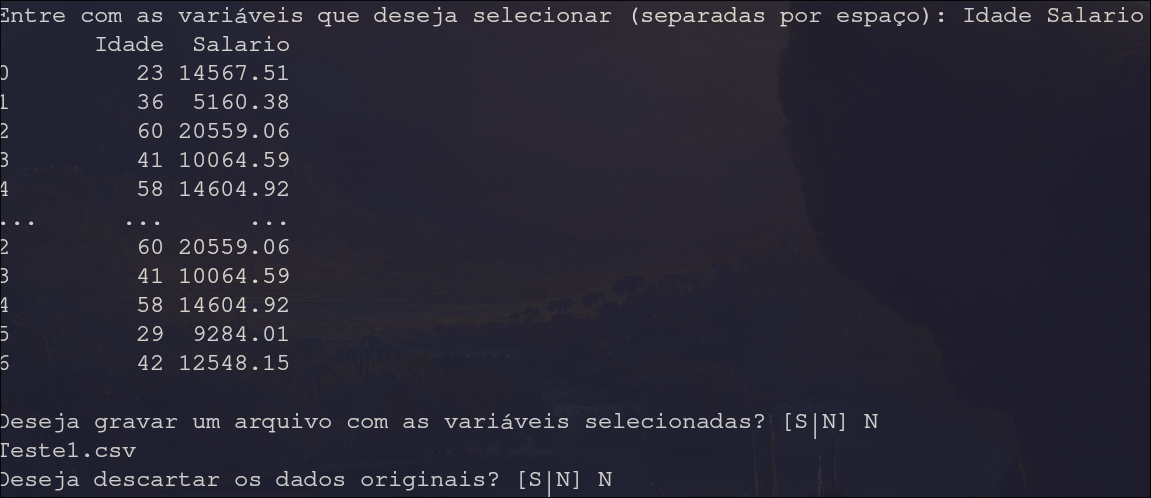 Entre com as variáveis que deseja selecionar (separadas por espaço): Idade Salario
Idade Salario
0 23 14567.51
1 36 5160.38
2 60 20559.06
3 41 10064.59
4 58 14604.92
... ... ...
2 60 20559.06
3 41 10064.59
4 58 14604.92
5 29 9284.01
6 42 12548.15
Deseja gravar um arquivo com as variáveis selecionadas? [S|N] N
Teste1.csv
Deseja descartar os dados originais? [S|N] N